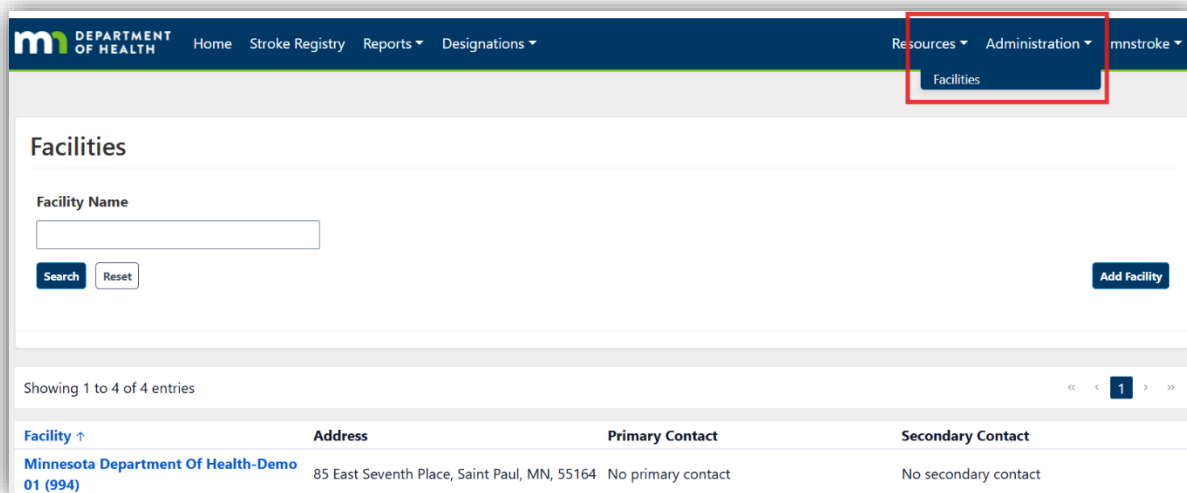 mn DEPARTMENT
OF HEALTH
Home Stroke Registry Reports Designations Resources Administration mnstroke
Facilities
Facilities
Facility Name
Search Reset Add Facility
Showing 1 to 4 of 4 entries « ‹ 1 › »
Facility ↑ Address Primary Contact Secondary Contact
Minnesota Department Of Health-Demo
01 (994)
85 East Seventh Place, Saint Paul, MN, 55164 No primary contact No secondary contact